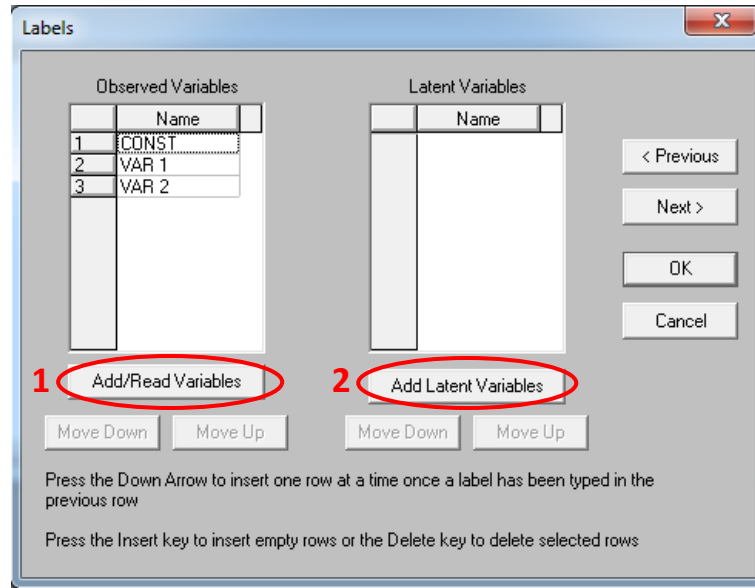 Labels
X
Observed Variables
Latent Variables
Name
Name
1 CONST
2 VAR 1
3 VAR 2
< Previous
Next >
OK
Cancel
1 Add/Read Variables
2 Add Latent Variables
Move Down Move Up
Move Down Move Up
Press the Down Arrow to insert one row at a time once a label has been typed in the
previous row
Press the Insert key to insert empty rows or the Delete key to delete selected rows